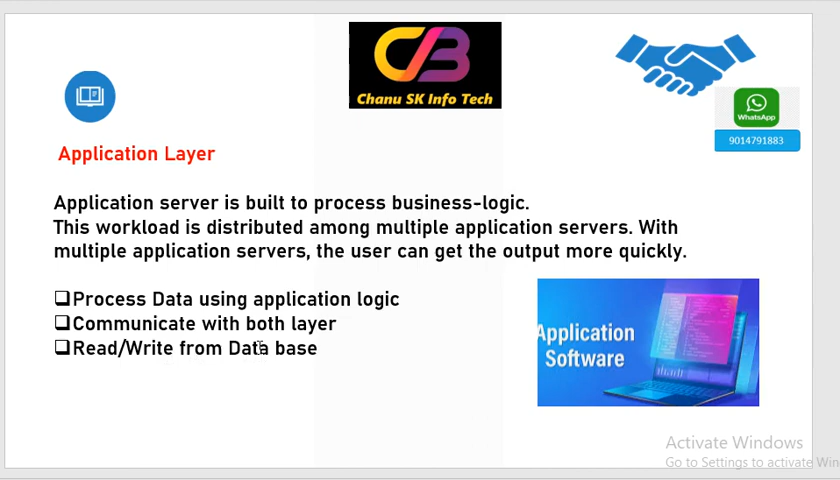 Chanu SK Info Tech
WhatsApp
9014791883
Application Layer
Application server is built to process business-logic.
This workload is distributed among multiple application servers. With
multiple application servers, the user can get the output more quickly.
Process Data using application logic
Communicate with both layer
Read/Write from Data base
Application
Software
Activate Windows
Go to Settings to activate Win